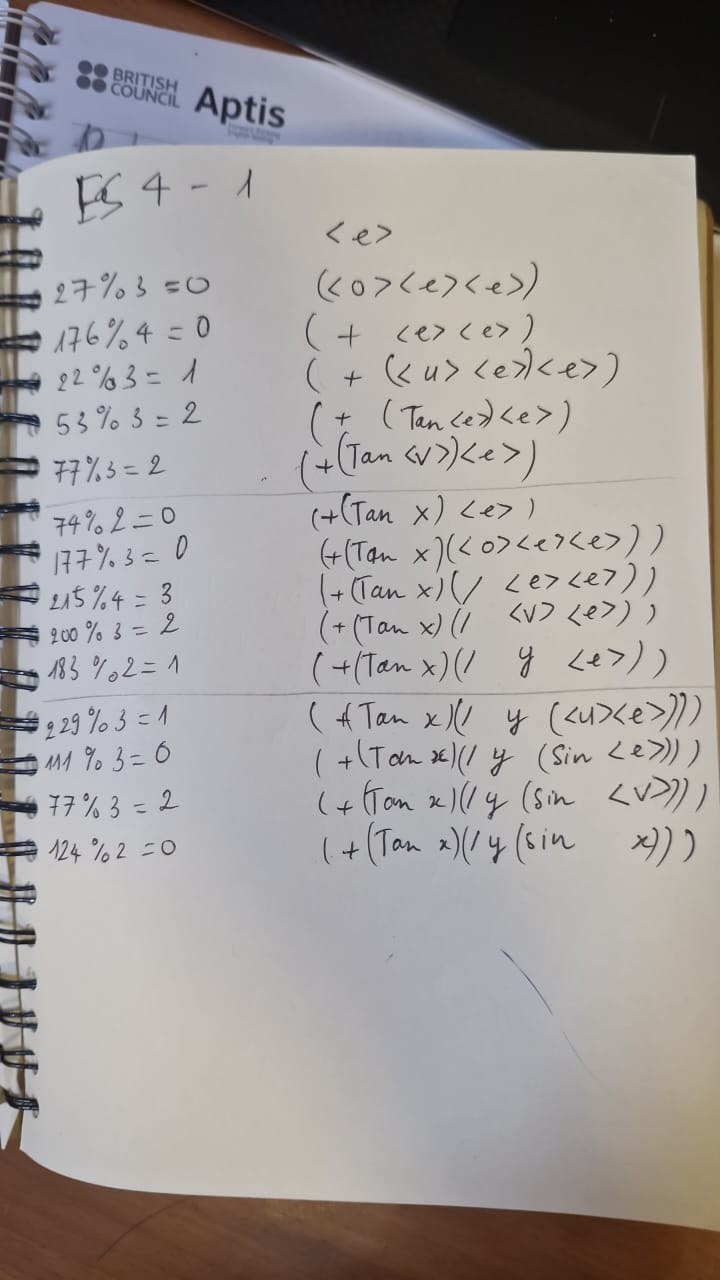 BRITISH
COUNCIL
Aptis
ES 4 - 1
<e>
27%3 = 0 (<o><e><e>)
176%4 = 0 ( + <e><e>)
22%3 = 1 ( + (<u><e>)<e>)
53%3 = 2 ( + (Tan<e>)<e>)
77%3 = 2 (+(Tan <v>)<e>)
74%2 = 0 (+(Tan x) <e>)
177%3 = 0 (+(Tan x)(<o><e><e>))
215%4 = 3 (+(Tan x)(/ <e><e>))
200%3 = 2 (+(Tan x)(/ <v><e>))
183%2 = 1 (+(Tan x)(/ y <e>))
229%3 = 1 (+(Tan x)(/ y (<u><e>)))
111%3 = 0 (+(Tan x)(/ y (sin <e>)))
77%3 = 2 (+(Tan x)(/ y (sin <v>)))
124%2 = 0 (+(Tan x)(/ y (sin x)))